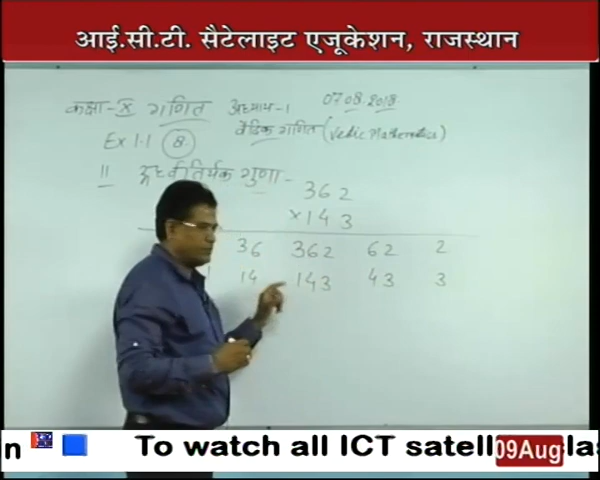 आई.सी.टी. सैटेलाइट एजूकेशन, राजस्थान
07.08.2018
कक्षा-X गणित अध्याय-1
वैदिक गणित (Vedic Mathematics)
Ex 1.1 8.
II ऊर्ध्वतिर्यक गुणा- 362
×143
36 362 62 2
14 143 43 3
n To watch all ICT satell
09Aug